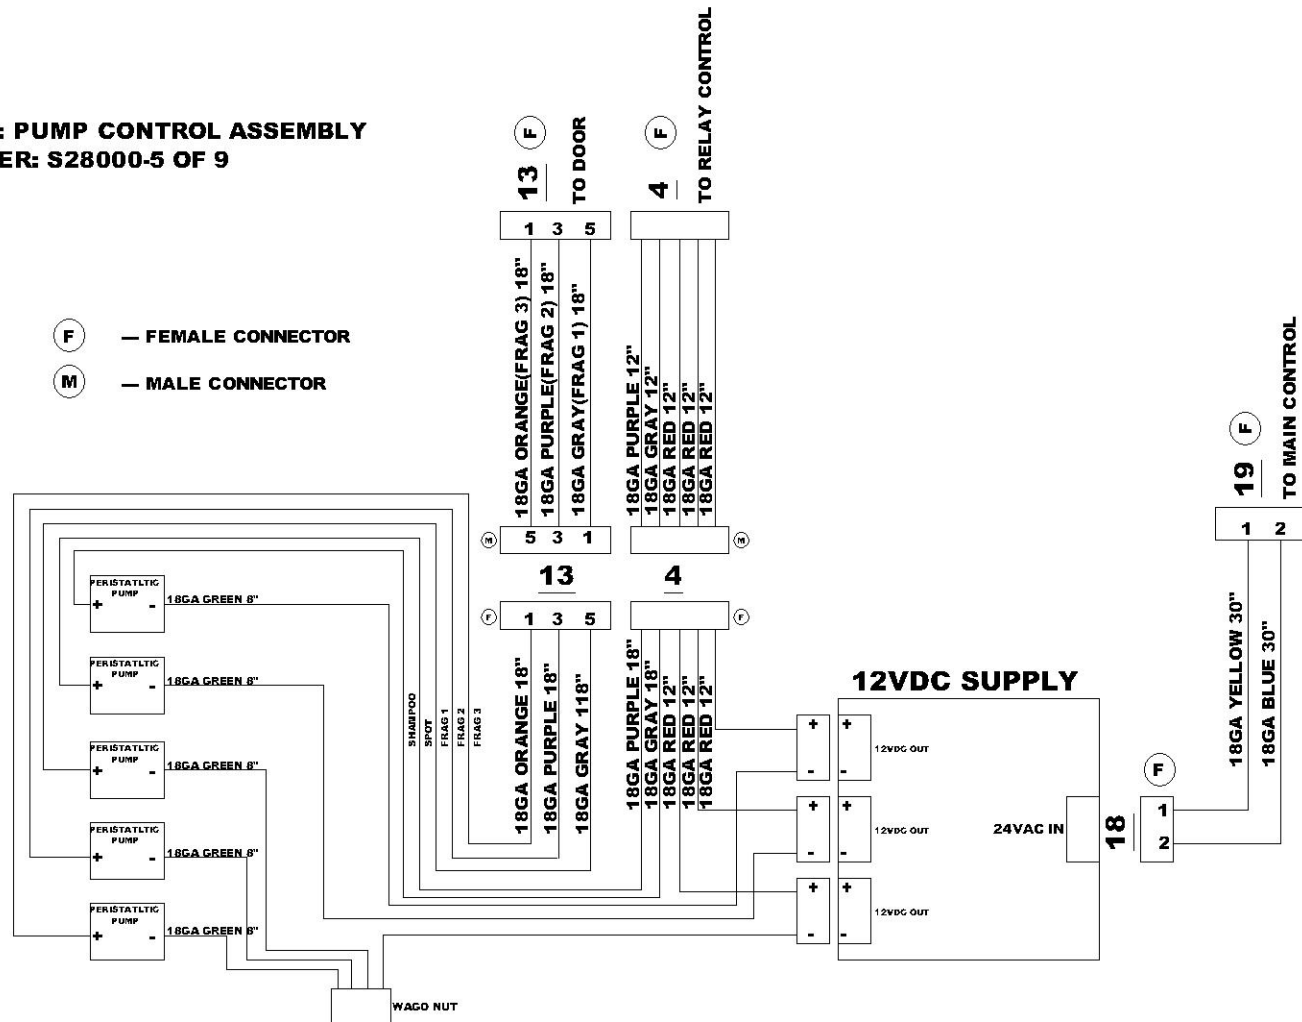 : PUMP CONTROL ASSEMBLY
ER: S28000-5 OF 9
F
— FEMALE CONNECTOR
M
— MALE CONNECTOR
13
F
TO DOOR
4
F
TO RELAY CONTROL
1 3 5
18GA ORANGE(FRAG 3) 18"
18GA PURPLE(FRAG 2) 18"
18GA GRAY(FRAG 1) 18"
18GA PURPLE 12"
18GA GRAY 12"
18GA RED 12"
18GA RED 12"
18GA RED 12"
M
5 3 1
M
13
4
F
1 3 5
F
18GA ORANGE 18"
18GA PURPLE 18"
18GA GRAY 118"
18GA PURPLE 18"
18GA GRAY 18"
18GA RED 12"
18GA RED 12"
18GA RED 12"
SHAMPOO
SPOT
FRAG 1
FRAG 2
FRAG 3
PERISTATLTIC
PUMP
+ -
18GA GREEN 8"
PERISTATLTIC
PUMP
+ -
18GA GREEN 8"
PERISTATLTIC
PUMP
+ -
18GA GREEN 8"
PERISTATLTIC
PUMP
+ -
18GA GREEN 8"
PERISTATLTIC
PUMP
+ -
18GA GREEN 8"
WAGO NUT
12VDC SUPPLY
+ +
12VDC OUT
- -
+ +
12VDC OUT
- -
+ +
12VDC OUT
- -
24VAC IN
18
F
1
2
18GA YELLOW 30"
18GA BLUE 30"
1 2
19
F
TO MAIN CONTROL